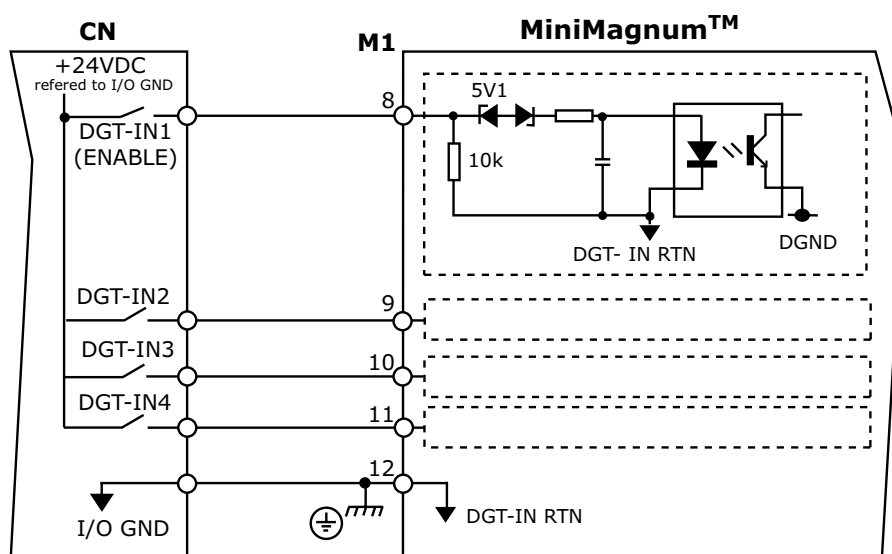 CN
M1
MiniMagnum™
+24VDC
refered to I/O GND
5V1
8
DGT-IN1
(ENABLE)
10k
DGT- IN RTN
DGND
DGT-IN2
9
DGT-IN3
10
DGT-IN4
11
12
I/O GND
DGT-IN RTN